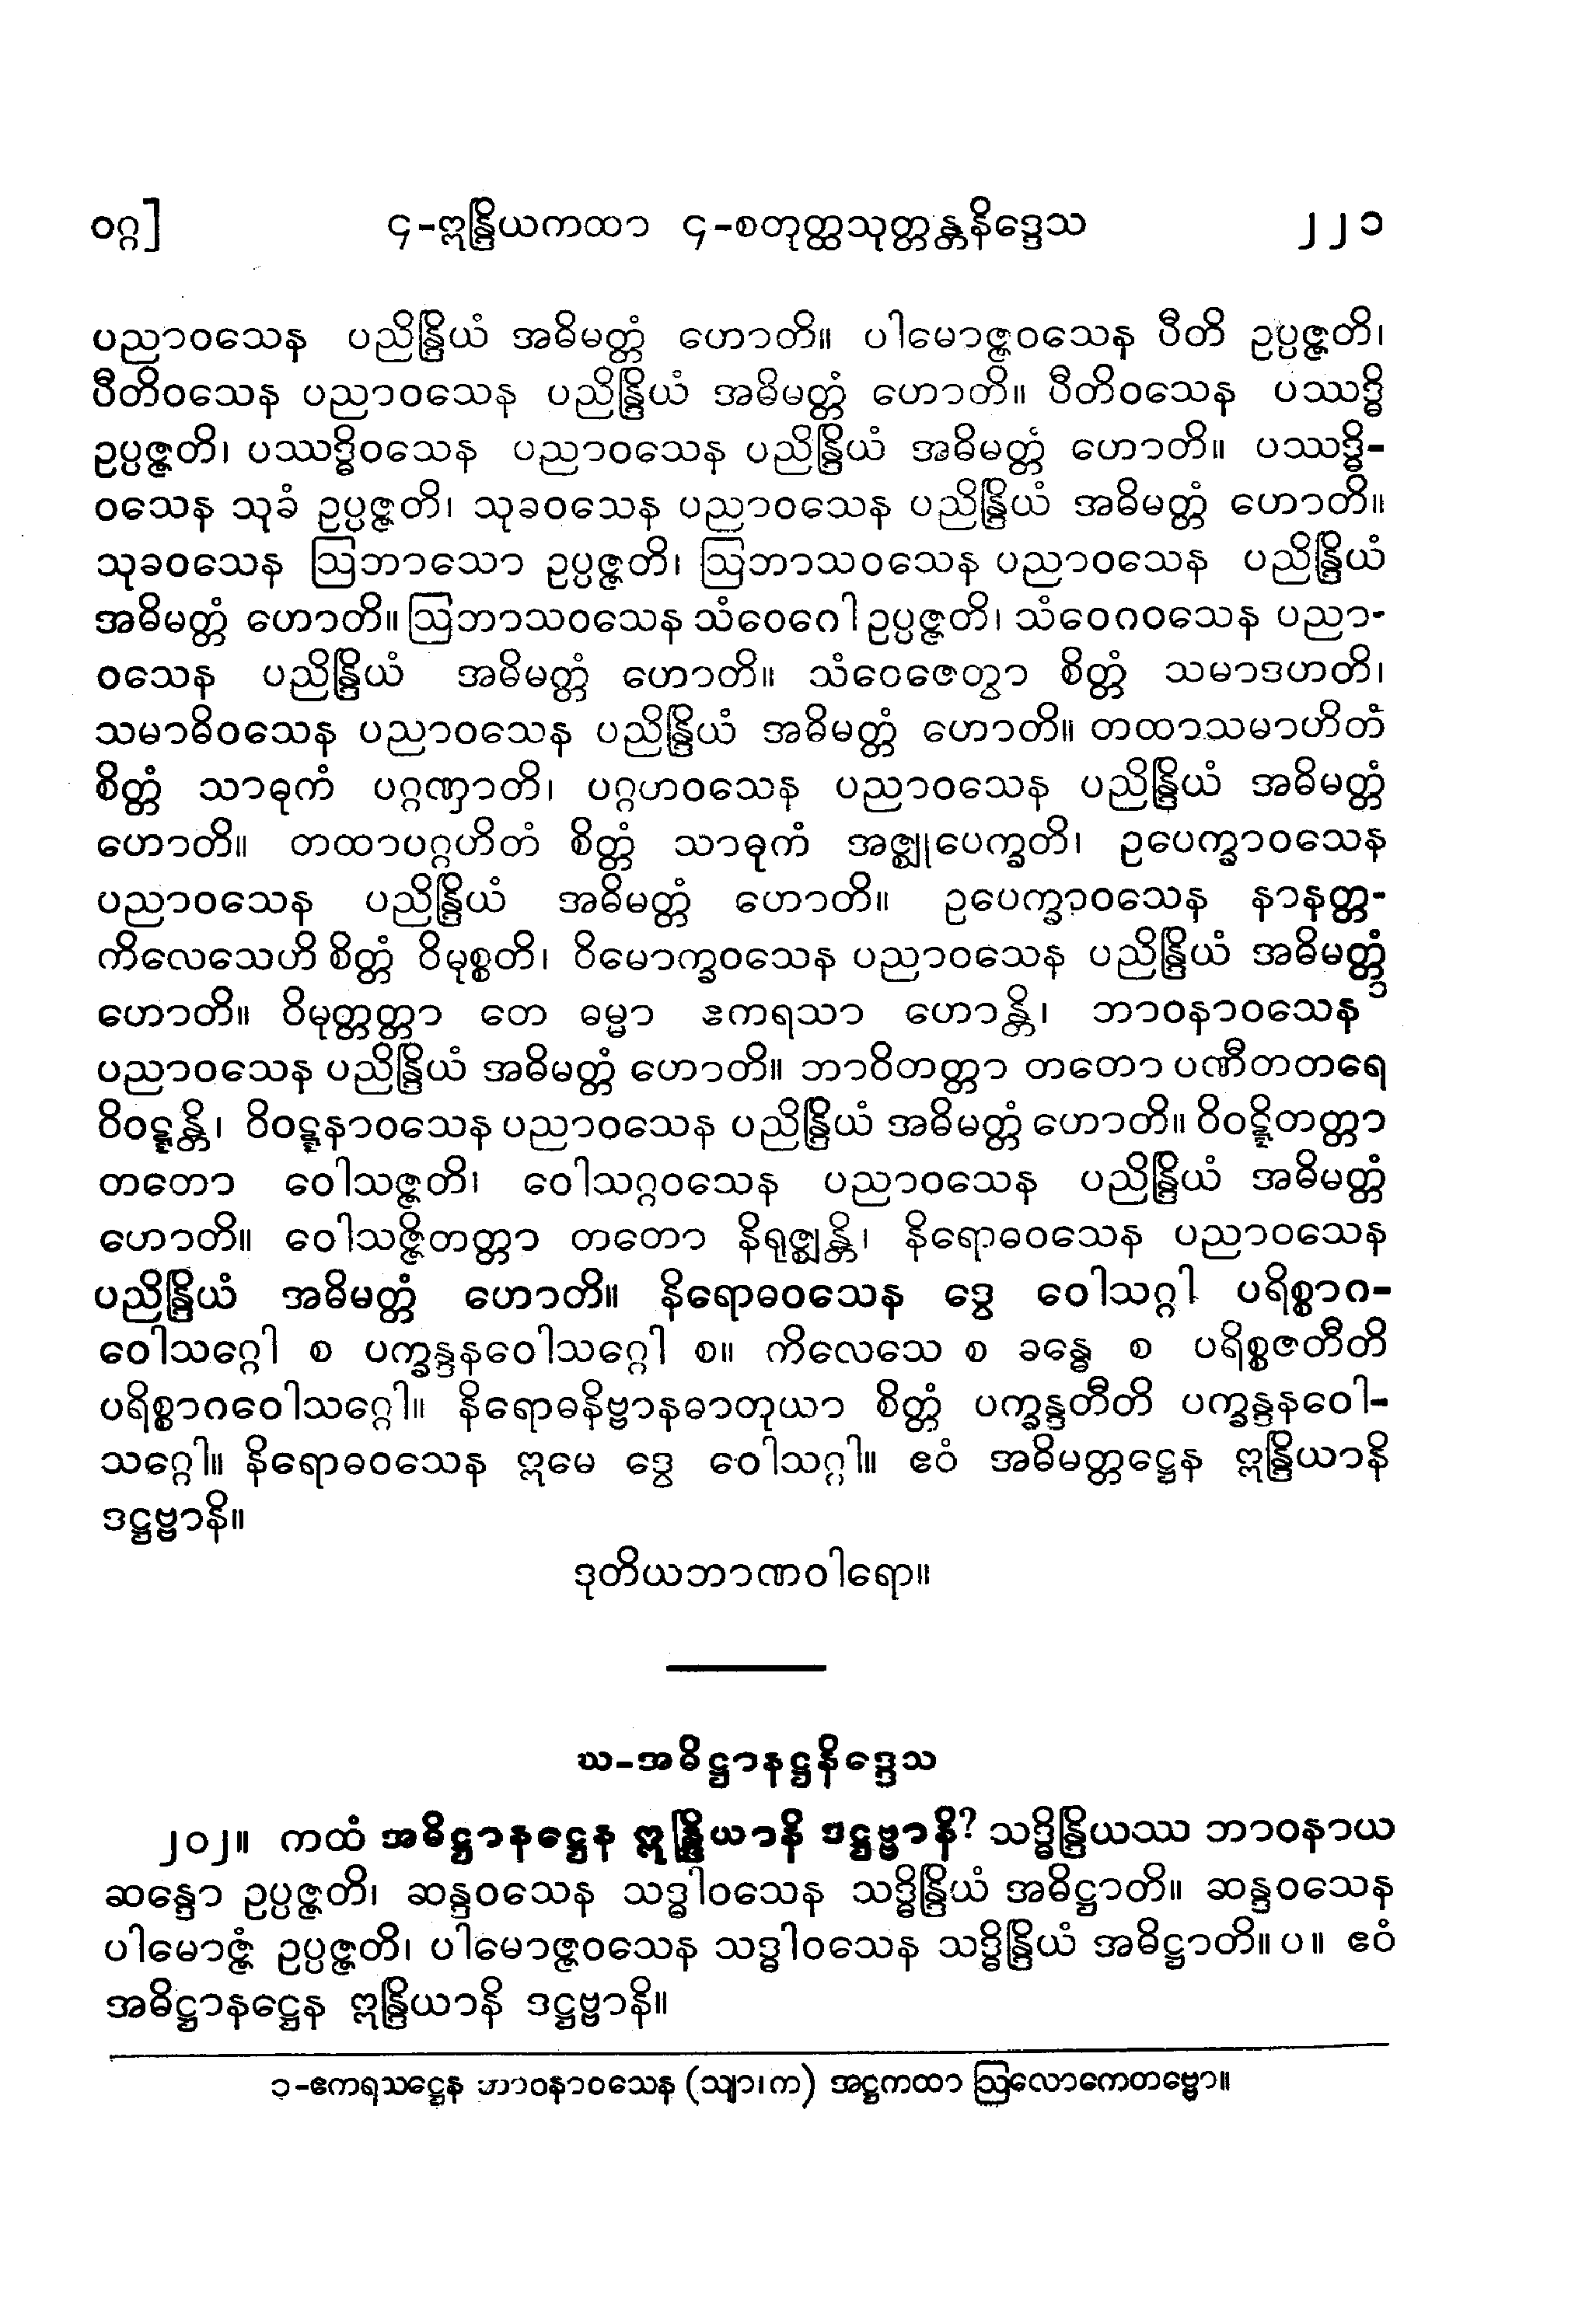 ဝဂ္ဂ] ၄-ဣန္ဒြိယကထာ ၄-စတုတ္ထသုတ္တန္တနိဒ္ဒေသ ၂၂၁
ပညာဝသေန ပညိန္ဒြိယံ အဓိမတ္တံ ဟောတိ။ ပါမောဇ္ဇဝသေန ပီတိ ဥပ္ပဇ္ဇတိ၊
ပီတိဝသေန ပညာဝသေန ပညိန္ဒြိယံ အဓိမတ္တံ ဟောတိ။ ပီတိဝသေန ပဿဒ္ဓိ
ဥပ္ပဇ္ဇတိ၊ ပဿဒ္ဓိဝသေန ပညာဝသေန ပညိန္ဒြိယံ အဓိမတ္တံ ဟောတိ။ ပဿဒ္ဓိ-
ဝသေန သုခံ ဥပ္ပဇ္ဇတိ၊ သုခဝသေန ပညာဝသေန ပညိန္ဒြိယံ အဓိမတ္တံ ဟောတိ။
သုခဝသေန ဩဘာသော ဥပ္ပဇ္ဇတိ၊ ဩဘာသဝသေန ပညာဝသေန ပညိန္ဒြိယံ
အဓိမတ္တံ ဟောတိ။ ဩဘာသဝသေန သံဝေဂေါ ဥပ္ပဇ္ဇတိ၊ သံဝေဂဝသေန ပညာ-
ဝသေန ပညိန္ဒြိယံ အဓိမတ္တံ ဟောတိ။ သံဝေဇေတွာ စိတ္တံ သမာဒဟတိ၊
သမာဓိဝသေန ပညာဝသေန ပညိန္ဒြိယံ အဓိမတ္တံ ဟောတိ။ တထာသမာဟိတံ
စိတ္တံ သာဓုကံ ပဂ္ဂဏှာတိ၊ ပဂ္ဂဟဝသေန ပညာဝသေန ပညိန္ဒြိယံ အဓိမတ္တံ
ဟောတိ။ တထာပဂ္ဂဟိတံ စိတ္တံ သာဓုကံ အဇ္ဈုပေက္ခတိ၊ ဥပေက္ခာဝသေန
ပညာဝသေန ပညိန္ဒြိယံ အဓိမတ္တံ ဟောတိ။ ဥပေက္ခာဝသေန နာနတ္တ-
ကိလေသေဟိ စိတ္တံ ဝိမုစ္စတိ၊ ဝိမောက္ခဝသေန ပညာဝသေန ပညိန္ဒြိယံ အဓိမတ္တံ
ဟောတိ။ ဝိမုတ္တတ္တာ တေ ဓမ္မာ ဧကရသာ ဟောန္တိ၊ ဘာဝနာဝသေန ၁
ပညာဝသေန ပညိန္ဒြိယံ အဓိမတ္တံ ဟောတိ။ ဘာဝိတတ္တာ တတော ပဏီတတရေ
ဝိဝဋ္ဋန္တိ၊ ဝိဝဋ္ဋနာဝသေန ပညာဝသေန ပညိန္ဒြိယံ အဓိမတ္တံ ဟောတိ။ ဝိဝဋ္ဋိတတ္တာ
တတော ဝေါသဇ္ဇတိ၊ ဝေါသဂ္ဂဝသေန ပညာဝသေန ပညိန္ဒြိယံ အဓိမတ္တံ
ဟောတိ။ ဝေါသဇ္ဇိတတ္တာ တတော နိရုဇ္ဈန္တိ၊ နိရောဓဝသေန ပညာဝသေန
ပညိန္ဒြိယံ အဓိမတ္တံ ဟောတိ။ နိရောဓဝသေန ဒွေ ဝေါသဂ္ဂါ ပရိစ္စာဂ-
ဝေါသဂ္ဂေါ စ ပက္ခန္ဒနဝေါသဂ္ဂေါ စ။ ကိလေသေ စ ခန္ဓေ စ ပရိစ္စဇတီတိ
ပရိစ္စာဂဝေါသဂ္ဂေါ။ နိရောဓနိဗ္ဗာနဓာတုယာ စိတ္တံ ပက္ခန္ဒတီတိ ပက္ခန္ဒနဝေါ-
သဂ္ဂေါ။ နိရောဓဝသေန ဣမေ ဒွေ ဝေါသဂ္ဂါ။ ဧဝံ အဓိမတ္တဋ္ဌေန ဣန္ဒြိယာနိ
ဒဋ္ဌဗ္ဗာနိ။
ဒုတိယဘာဏဝါရော။
ဃ-အဓိဋ္ဌာနဋ္ဌနိဒ္ဒေသ
၂၀၂။ ကထံ အဓိဋ္ဌာနဋ္ဌေန ဣန္ဒြိယာနိ ဒဋ္ဌဗ္ဗာနိ? သဒ္ဓိန္ဒြိယဿ ဘာဝနာယ
ဆန္ဒော ဥပ္ပဇ္ဇတိ၊ ဆန္ဒဝသေန သဒ္ဓါဝသေန သဒ္ဓိန္ဒြိယံ အဓိဋ္ဌာတိ။ ဆန္ဒဝသေန
ပါမောဇ္ဇံ ဥပ္ပဇ္ဇတိ၊ ပါမောဇ္ဇဝသေန သဒ္ဓါဝသေန သဒ္ဓိန္ဒြိယံ အဓိဋ္ဌာတိ။ ပ။ ဧဝံ
အဓိဋ္ဌာနဋ္ဌေန ဣန္ဒြိယာနိ ဒဋ္ဌဗ္ဗာနိ။
၁-ဧကရသဋ္ဌေန ဘာဝနာဝသေန (သျာ၊က) အဋ္ဌကထာ ဩလောကေတဗ္ဗော။